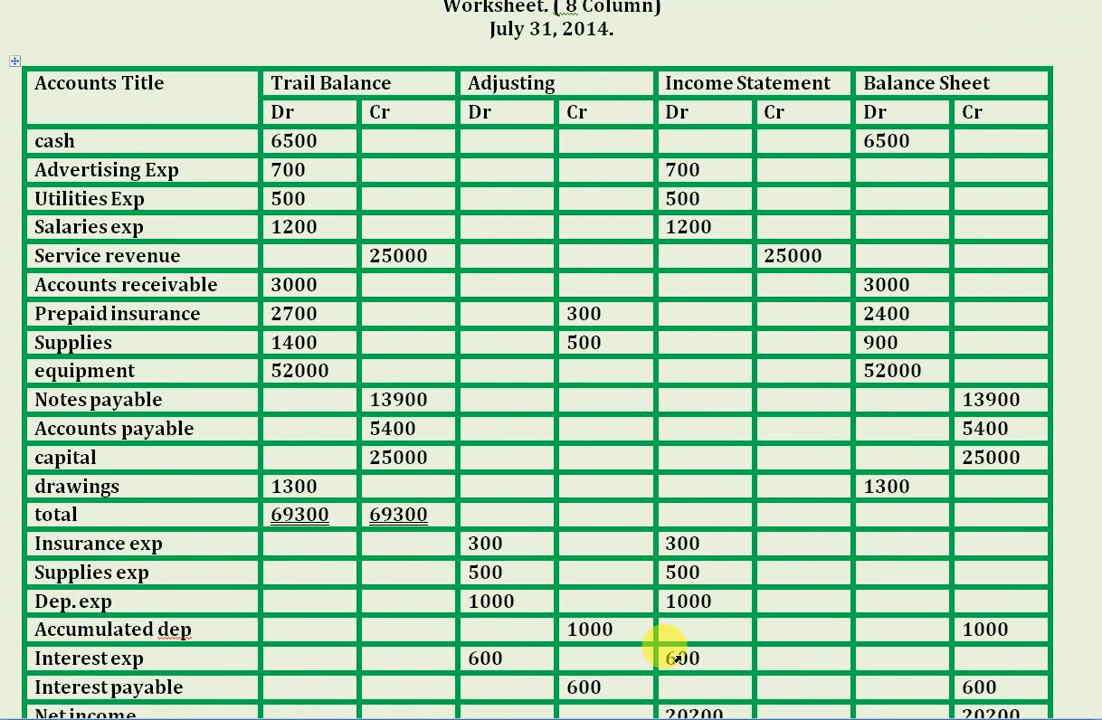 Worksheet. ( 8 Column)
July 31, 2014.
Accounts Title Trail Balance Adjusting Income Statement Balance Sheet
Dr Cr Dr Cr Dr Cr Dr Cr
cash 6500 6500
Advertising Exp 700 700
Utilities Exp 500 500
Salaries exp 1200 1200
Service revenue 25000 25000
Accounts receivable 3000 3000
Prepaid insurance 2700 300 2400
Supplies 1400 500 900
equipment 52000 52000
Notes payable 13900 13900
Accounts payable 5400 5400
capital 25000 25000
drawings 1300 1300
total 69300 69300
Insurance exp 300 300
Supplies exp 500 500
Dep. exp 1000 1000
Accumulated dep 1000 1000
Interest exp 600 600
Interest payable 600 600
Net income 20200 20200